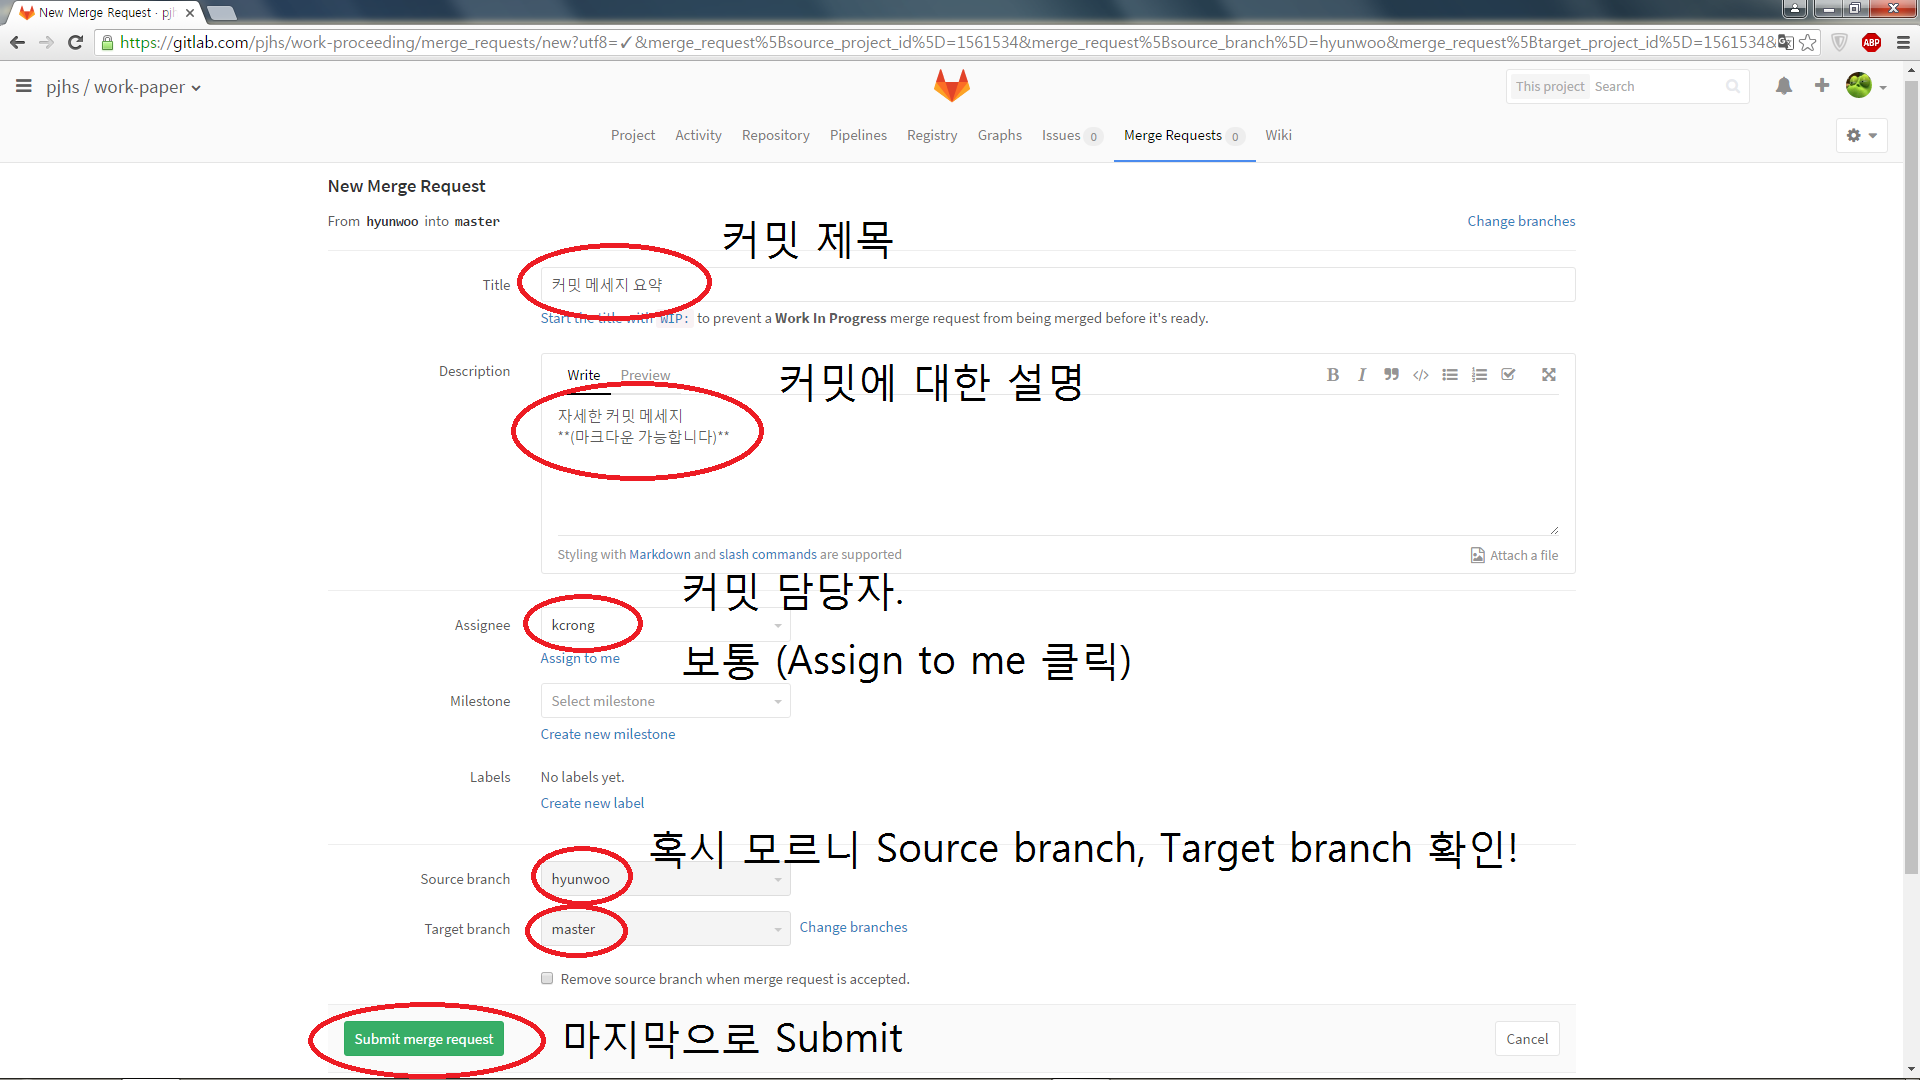 New Merge Request · pjh
https://gitlab.com/pjhs/work-proceeding/merge_requests/new?utf8=✓&merge_request%5Bsource_project_id%5D=1561534&merge_request%5Bsource_branch%5D=hyunwoo&merge_request%5Btarget_project_id%5D=1561534&
ABP
pjhs / work-paper
This project Search
Project Activity Repository Pipelines Registry Graphs Issues 0 Merge Requests 0 Wiki
New Merge Request
From hyunwoo into master
Change branches
커밋 제목
Title 커밋 메세지 요약
Start the title with WIP: to prevent a Work In Progress merge request from being merged before it's ready.
Description Write Preview
B I
커밋에 대한 설명
자세한 커밋 메세지
**(마크다운 가능합니다)**
Styling with Markdown and slash commands are supported
Attach a file
커밋 담당자.
Assignee kcrong
Assign to me
보통 (Assign to me 클릭)
Milestone Select milestone
Create new milestone
Labels No labels yet.
Create new label
혹시 모르니 Source branch, Target branch 확인!
Source branch hyunwoo
Target branch master Change branches
Remove source branch when merge request is accepted.
Submit merge request 마지막으로 Submit
Cancel